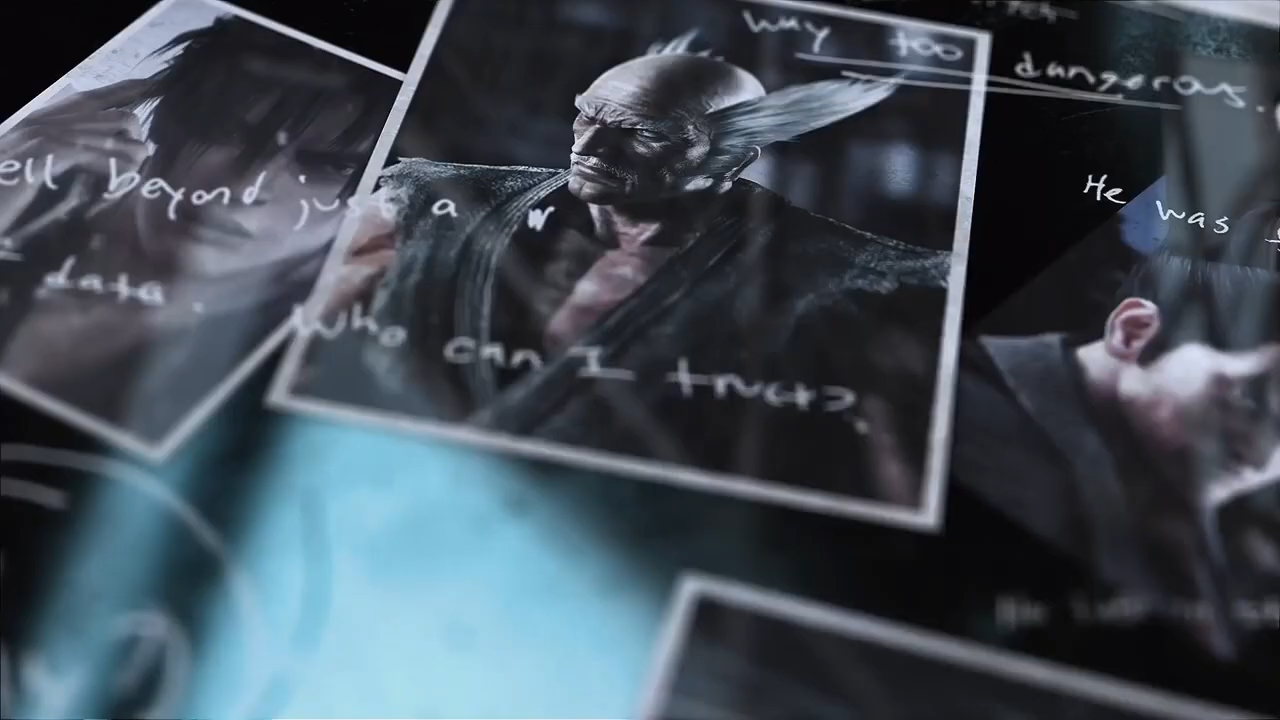 Way too dangerous.
ell beyond just a w
data.
He was
Who can I trust?